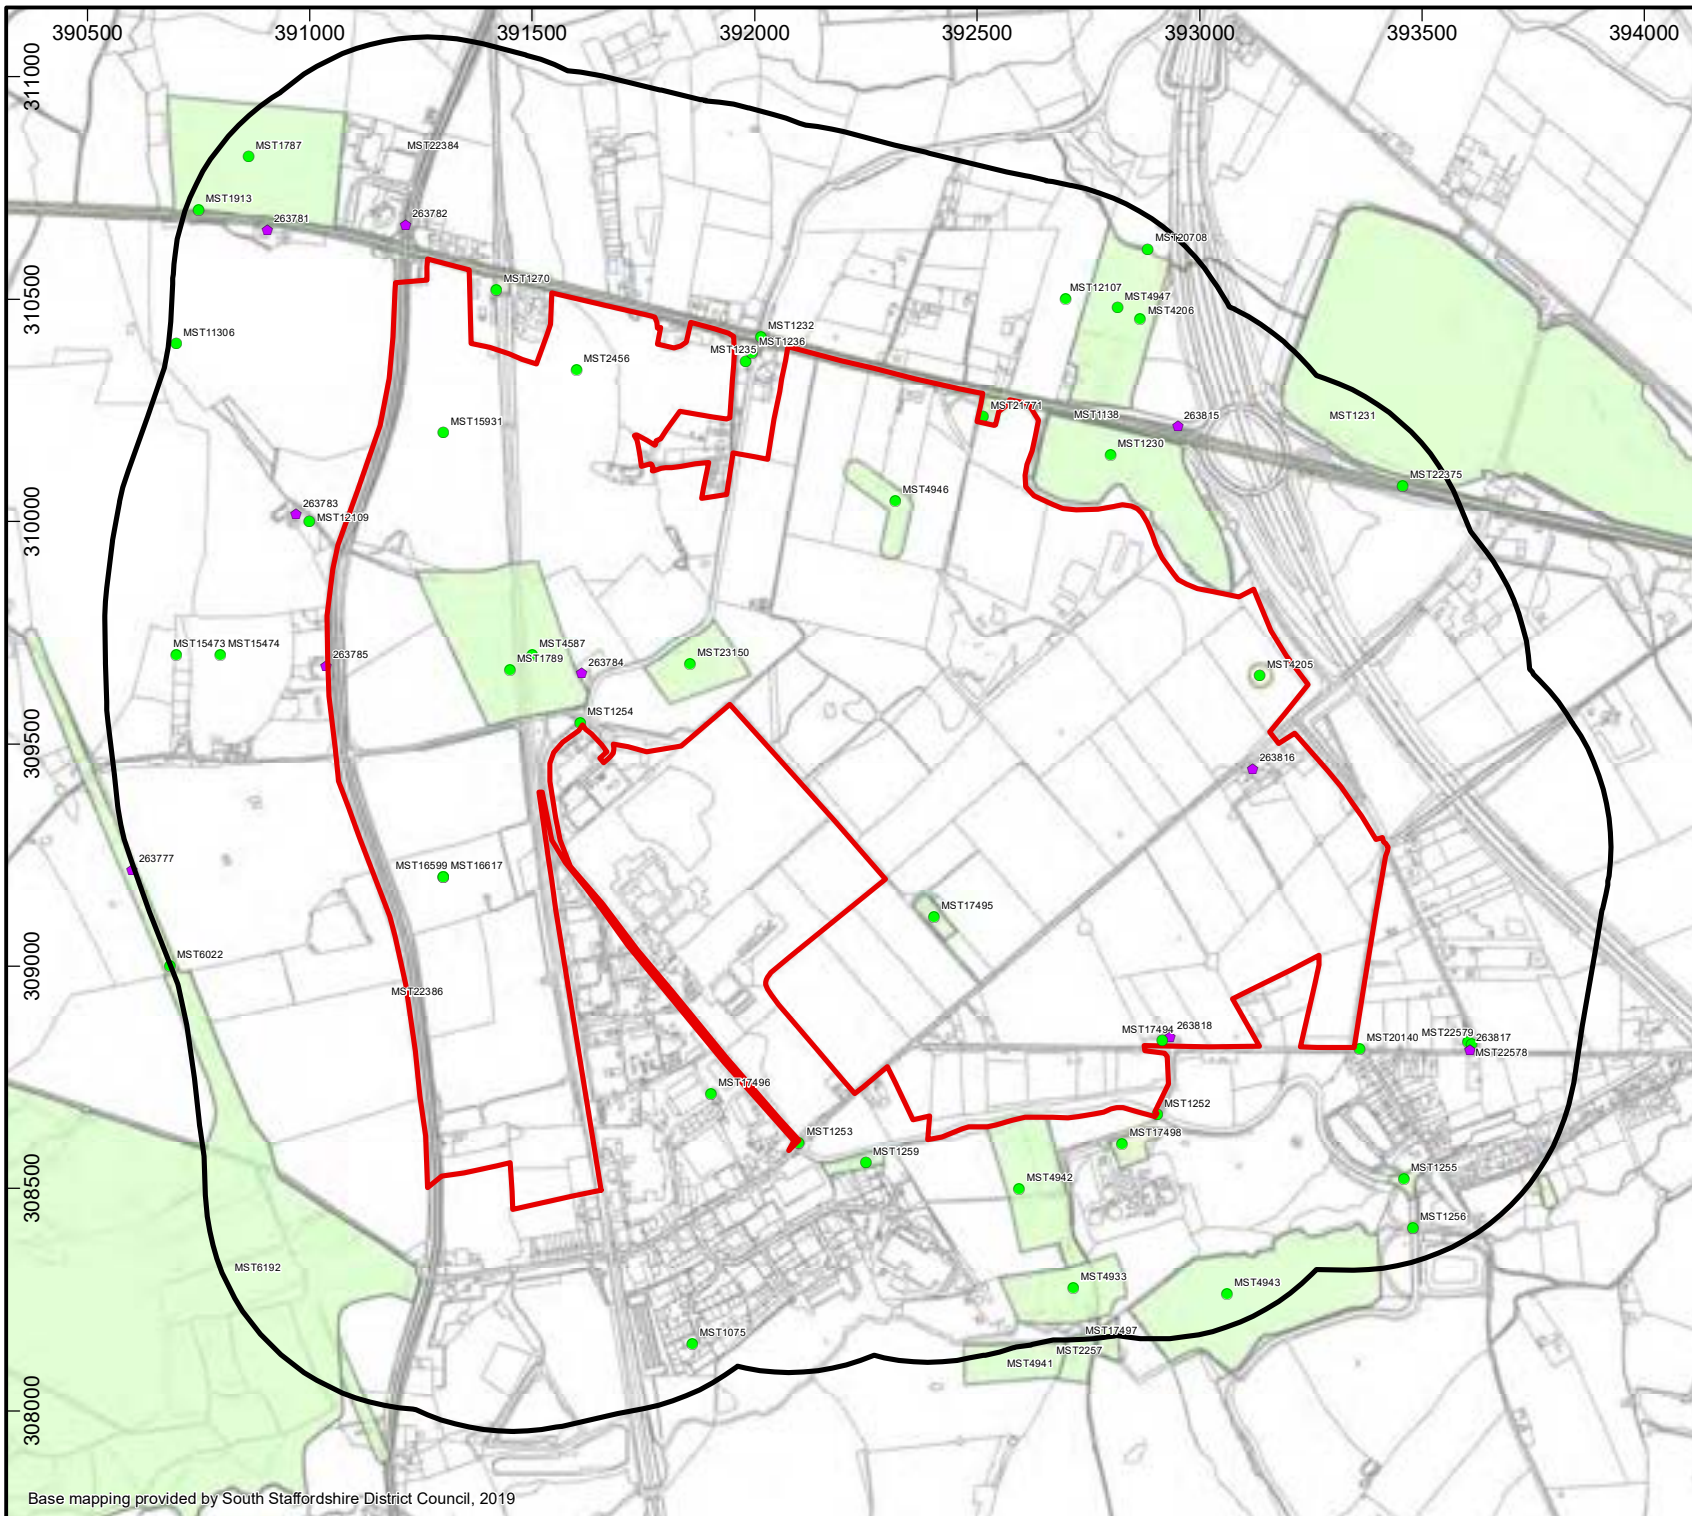 390500 391000 391500 392000 392500 393000 393500 394000
311000
310500
310000
309500
309000
308500
308000
MST22384
MST1787
MST1913
263781
263782
MST20708
MST1270
MST12107
MST4947
MST4206
MST11306
MST1232
MST1235
MST1236
MST2456
MST21771
MST1138
263815
MST1231
MST15931
MST1230
MST22375
263783
MST12109
MST4946
MST15473
MST15474
263785
MST4587
MST1789
263784
MST23150
MST4205
MST1254
263816
263777
MST16599
MST16617
MST17495
MST6022
MST22386
MST17494
263818
MST20140
MST22579
263817
MST22578
MST17496
MST1252
MST1253
MST17498
MST1259
MST4942
MST1255
MST1256
MST6192
MST4933
MST4943
MST1075
MST17497
MST2257
MST4941
Base mapping provided by South Staffordshire District Council, 2019